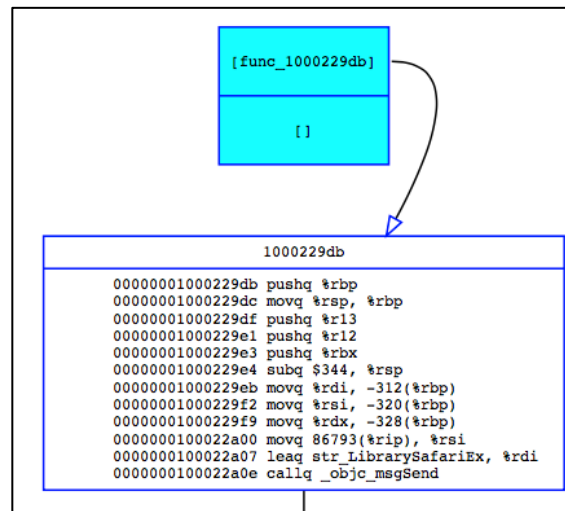 [func_1000229db]
[]
1000229db
00000001000229db pushq %rbp
00000001000229dc movq %rsp, %rbp
00000001000229df pushq %r13
00000001000229e1 pushq %r12
00000001000229e3 pushq %rbx
00000001000229e4 subq $344, %rsp
00000001000229eb movq %rdi, -312(%rbp)
00000001000229f2 movq %rsi, -320(%rbp)
00000001000229f9 movq %rdx, -328(%rbp)
0000000100022a00 movq 86793(%rip), %rsi
0000000100022a07 leaq str_LibrarySafariEx, %rdi
0000000100022a0e callq _objc_msgSend